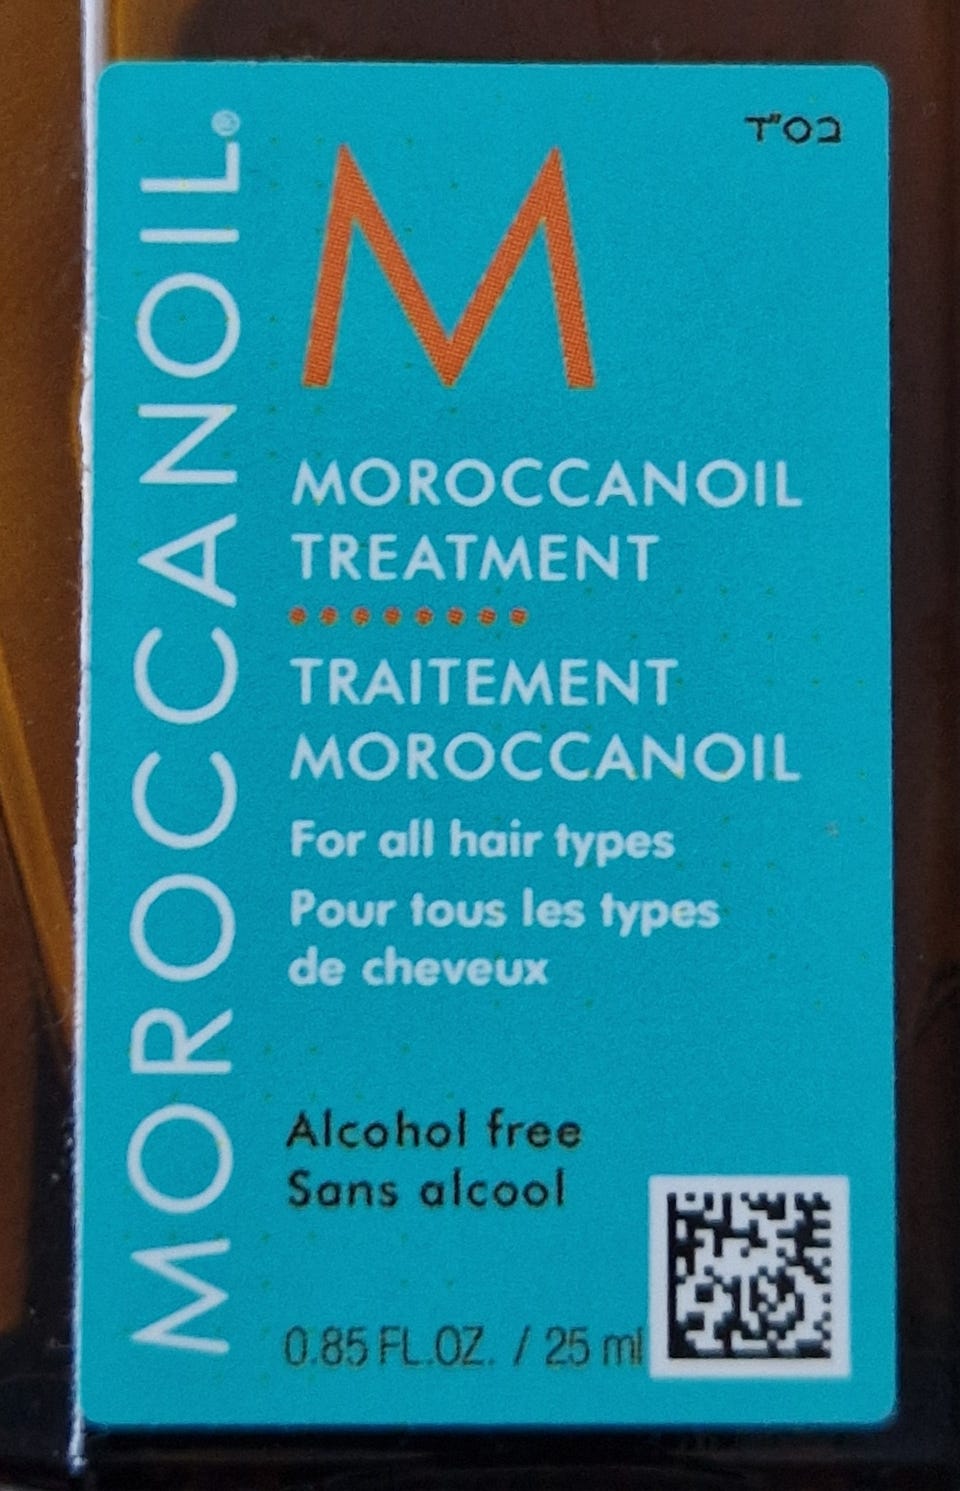 MOROCCANOIL®
בס"ד
M
MOROCCANOIL
TREATMENT
TRAITEMENT
MOROCCANOIL
For all hair types
Pour tous les types
de cheveux
Alcohol free
Sans alcool
0.85 FL.OZ. / 25 ml